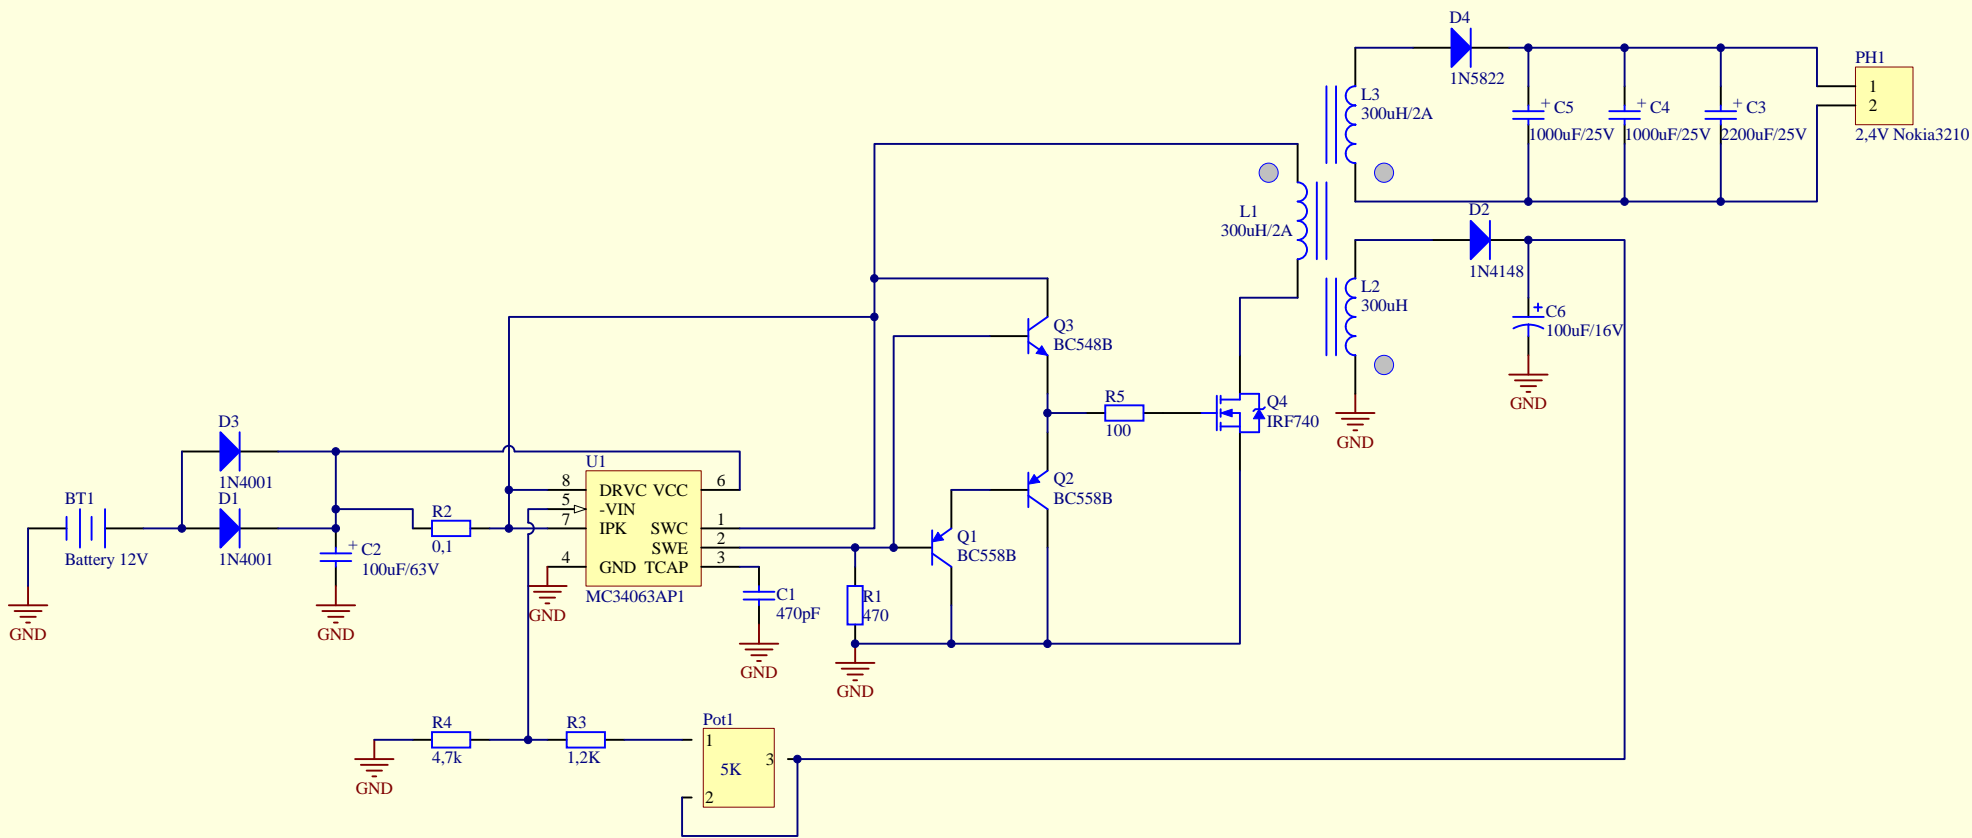 D4
1N5822
PH1
1
2
2,4V Nokia3210
L3
300uH/2A
+ C5
1000uF/25V
+ C4
1000uF/25V
+ C3
2200uF/25V
L1
300uH/2A
D2
1N4148
L2
300uH
+ C6
100uF/16V
GND
GND
Q3
BC548B
R5
100
Q4
IRF740
Q2
BC558B
Q1
BC558B
D3
1N4001
D1
1N4001
BT1
Battery 12V
GND
+ C2
100uF/63V
GND
R2
0,1
U1
8 DRVC VCC 6
5 -VIN
7 IPK SWC 1
SWE 2
4 GND TCAP 3
MC34063AP1
GND
C1
470pF
GND
R1
470
GND
R4
4,7k
GND
R3
1,2K
Pot1
1
3
5K
2